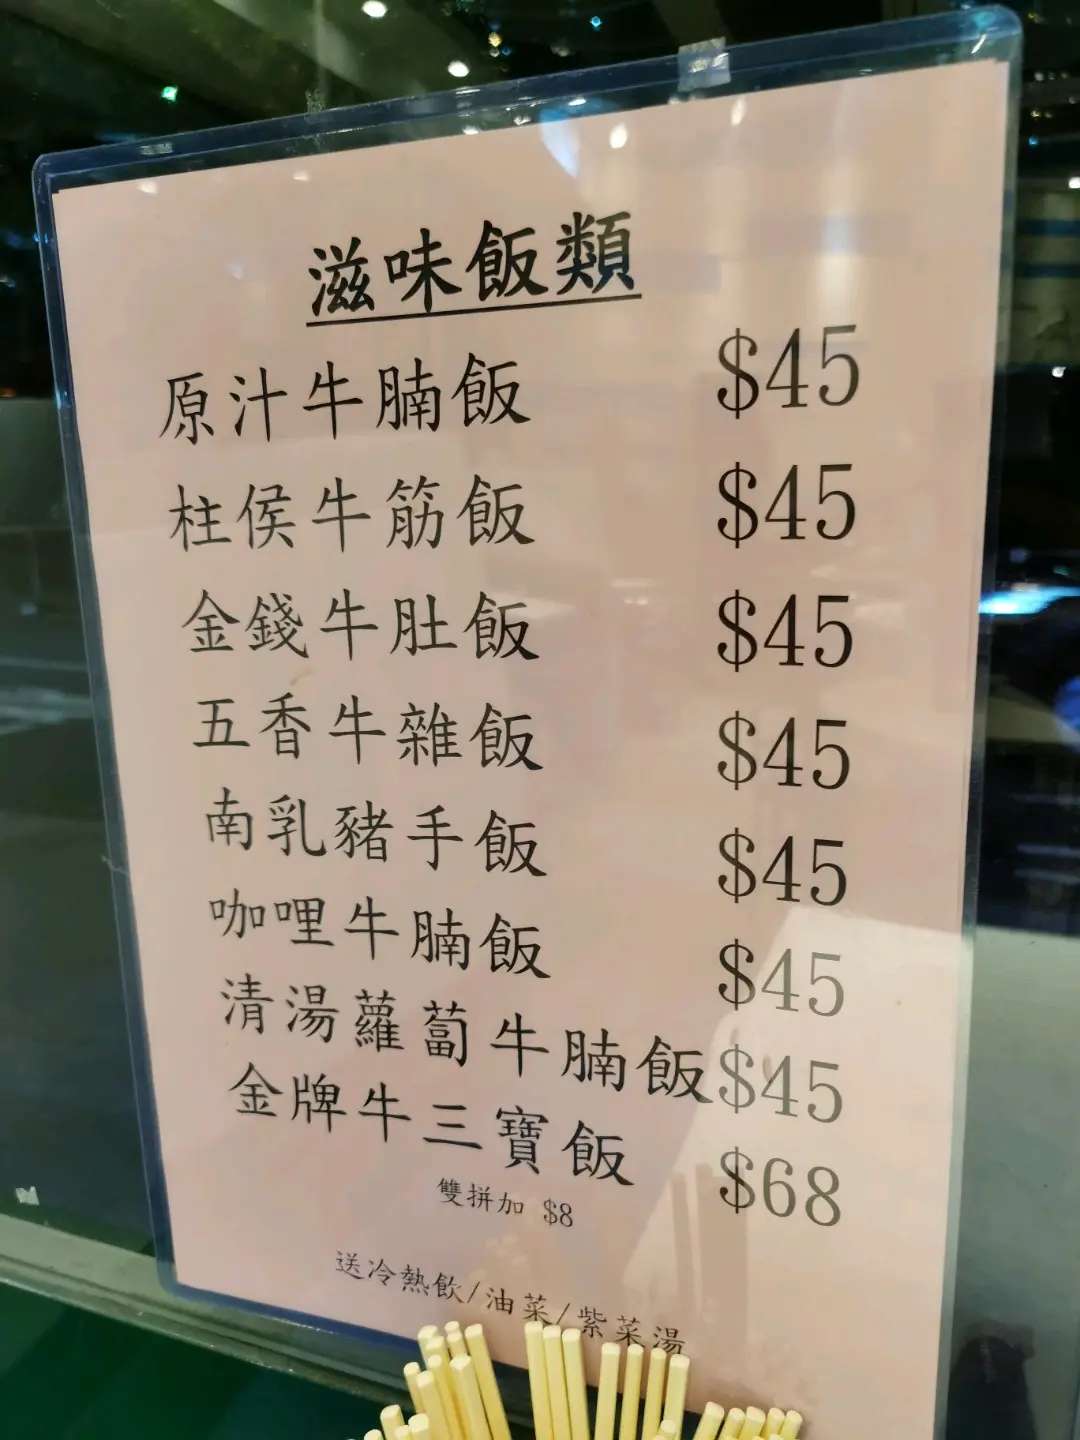 滋味飯類
原汁牛腩飯 $45
柱侯牛筋飯 $45
金錢牛肚飯 $45
五香牛雜飯 $45
南乳豬手飯 $45
咖哩牛腩飯 $45
清湯蘿蔔牛腩飯 $45
金牌牛三寶飯 $68
雙拼加 $8
送冷熱飲/油菜/紫菜湯